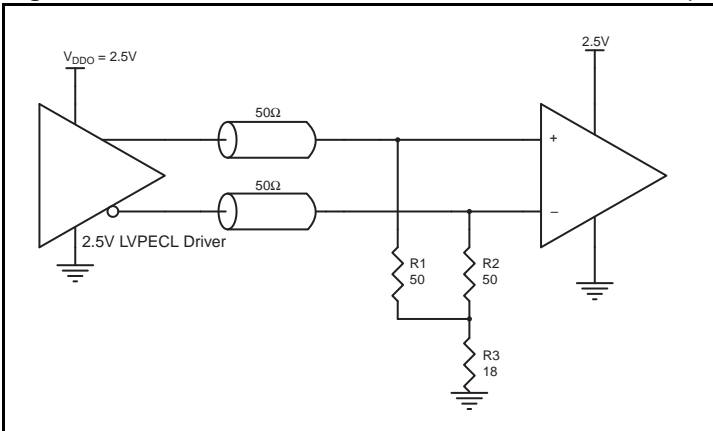 V_DDO = 2.5V
2.5V
50Ω
+
50Ω
–
2.5V LVPECL Driver
R1
50
R2
50
R3
18